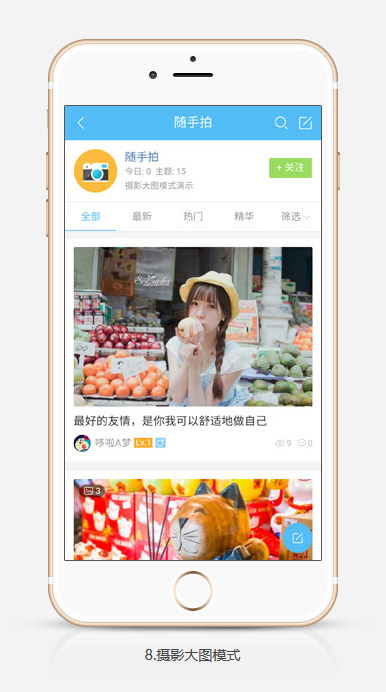 随手拍
随手拍
今日: 0 主题: 15
摄影大图模式演示
+ 关注
全部 最新 热门 精华 筛选
最好的友情，是你我可以舒适地做自己
哆啦A梦 Lv.1 9 0
3
8.摄影大图模式